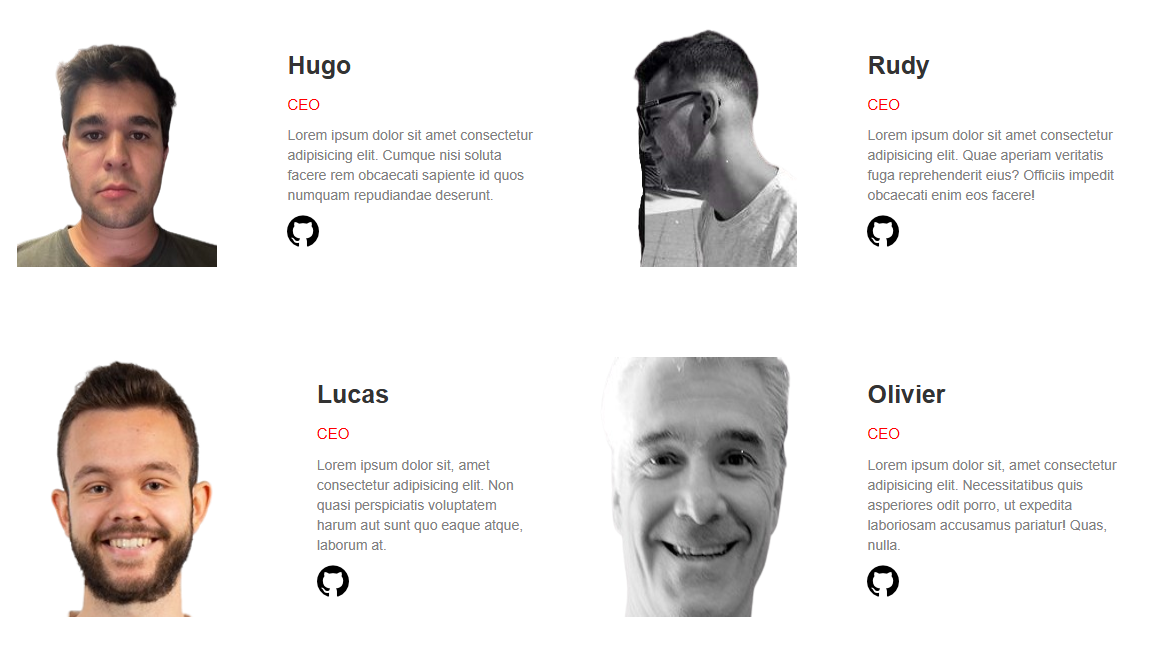 Hugo
CEO
Lorem ipsum dolor sit amet consectetur
adipisicing elit. Cumque nisi soluta
facere rem obcaecati sapiente id quos
numquam repudiandae deserunt.
Rudy
CEO
Lorem ipsum dolor sit amet consectetur
adipisicing elit. Quae aperiam veritatis
fuga reprehenderit eius? Officiis impedit
obcaecati enim eos facere!
Lucas
CEO
Lorem ipsum dolor sit, amet
consectetur adipisicing elit. Non
quasi perspiciatis voluptatem
harum aut sunt quo eaque atque,
laborum at.
Olivier
CEO
Lorem ipsum dolor sit, amet consectetur
adipisicing elit. Necessitatibus quis
asperiores odit porro, ut expedita
laboriosam accusamus pariatur! Quas,
nulla.